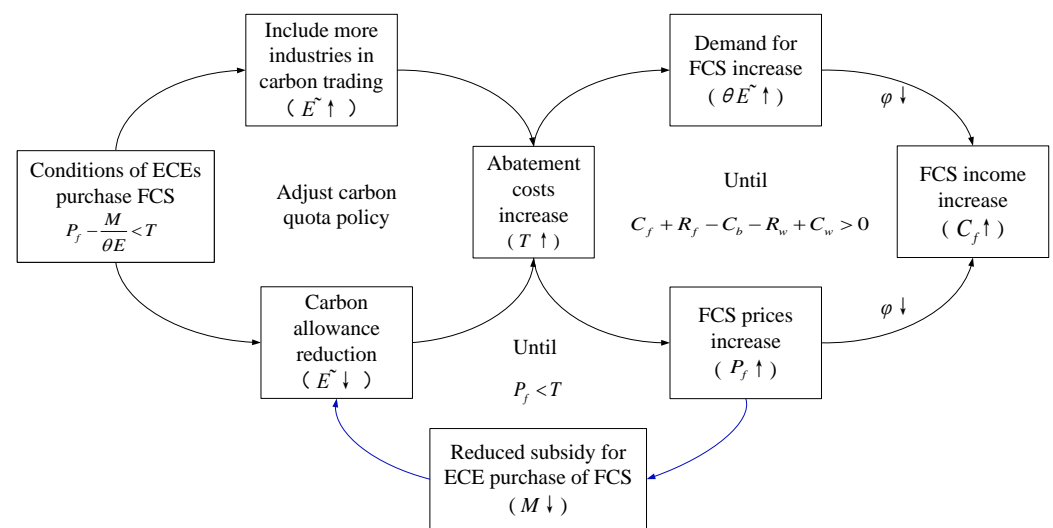 Include more
industries in
carbon trading
( E˜ ↑ )
Demand for
FCS increase
( θE˜ ↑ )
φ ↓
Conditions of ECEs
purchase FCS
P_f − M/θE < T
Adjust carbon
quota policy
Abatement
costs
increase
( T ↑ )
Until
C_f + R_f − C_b − R_w + C_w > 0
FCS income
increase
( C_f ↑ )
Carbon
allowance
reduction
( E˜ ↓ )
Until
P_f < T
FCS prices
increase
( P_f ↑ )
φ ↓
Reduced subsidy for
ECE purchase of FCS
( M ↓ )